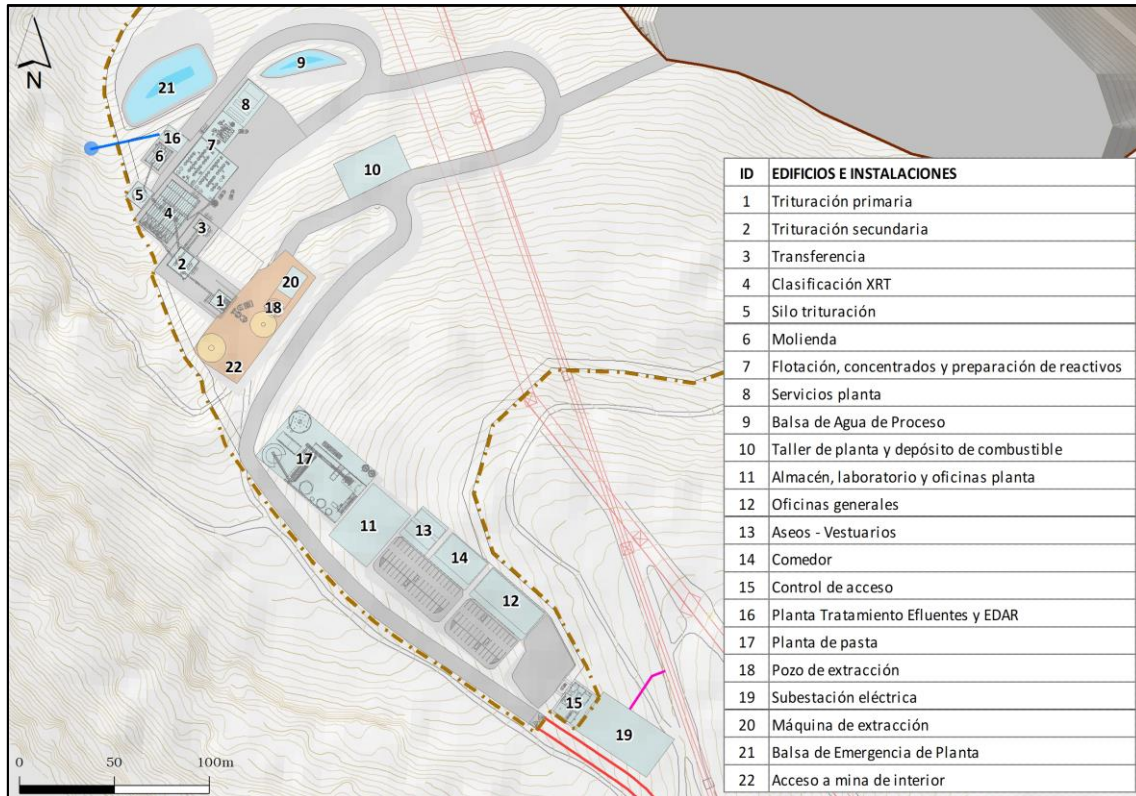 N
21
9
8
16
7
6
10
5
4
3
2
20
1
18
22
17
11
13
14
12
15
19
0 50 100m
ID EDIFICIOS E INSTALACIONES
1 Trituración primaria
2 Trituración secundaria
3 Transferencia
4 Clasificación XRT
5 Silo trituración
6 Molienda
7 Flotación, concentrados y preparación de reactivos
8 Servicios planta
9 Balsa de Agua de Proceso
10 Taller de planta y depósito de combustible
11 Almacén, laboratorio y oficinas planta
12 Oficinas generales
13 Aseos - Vestuarios
14 Comedor
15 Control de acceso
16 Planta Tratamiento Efluentes y EDAR
17 Planta de pasta
18 Pozo de extracción
19 Subestación eléctrica
20 Máquina de extracción
21 Balsa de Emergencia de Planta
22 Acceso a mina de interior